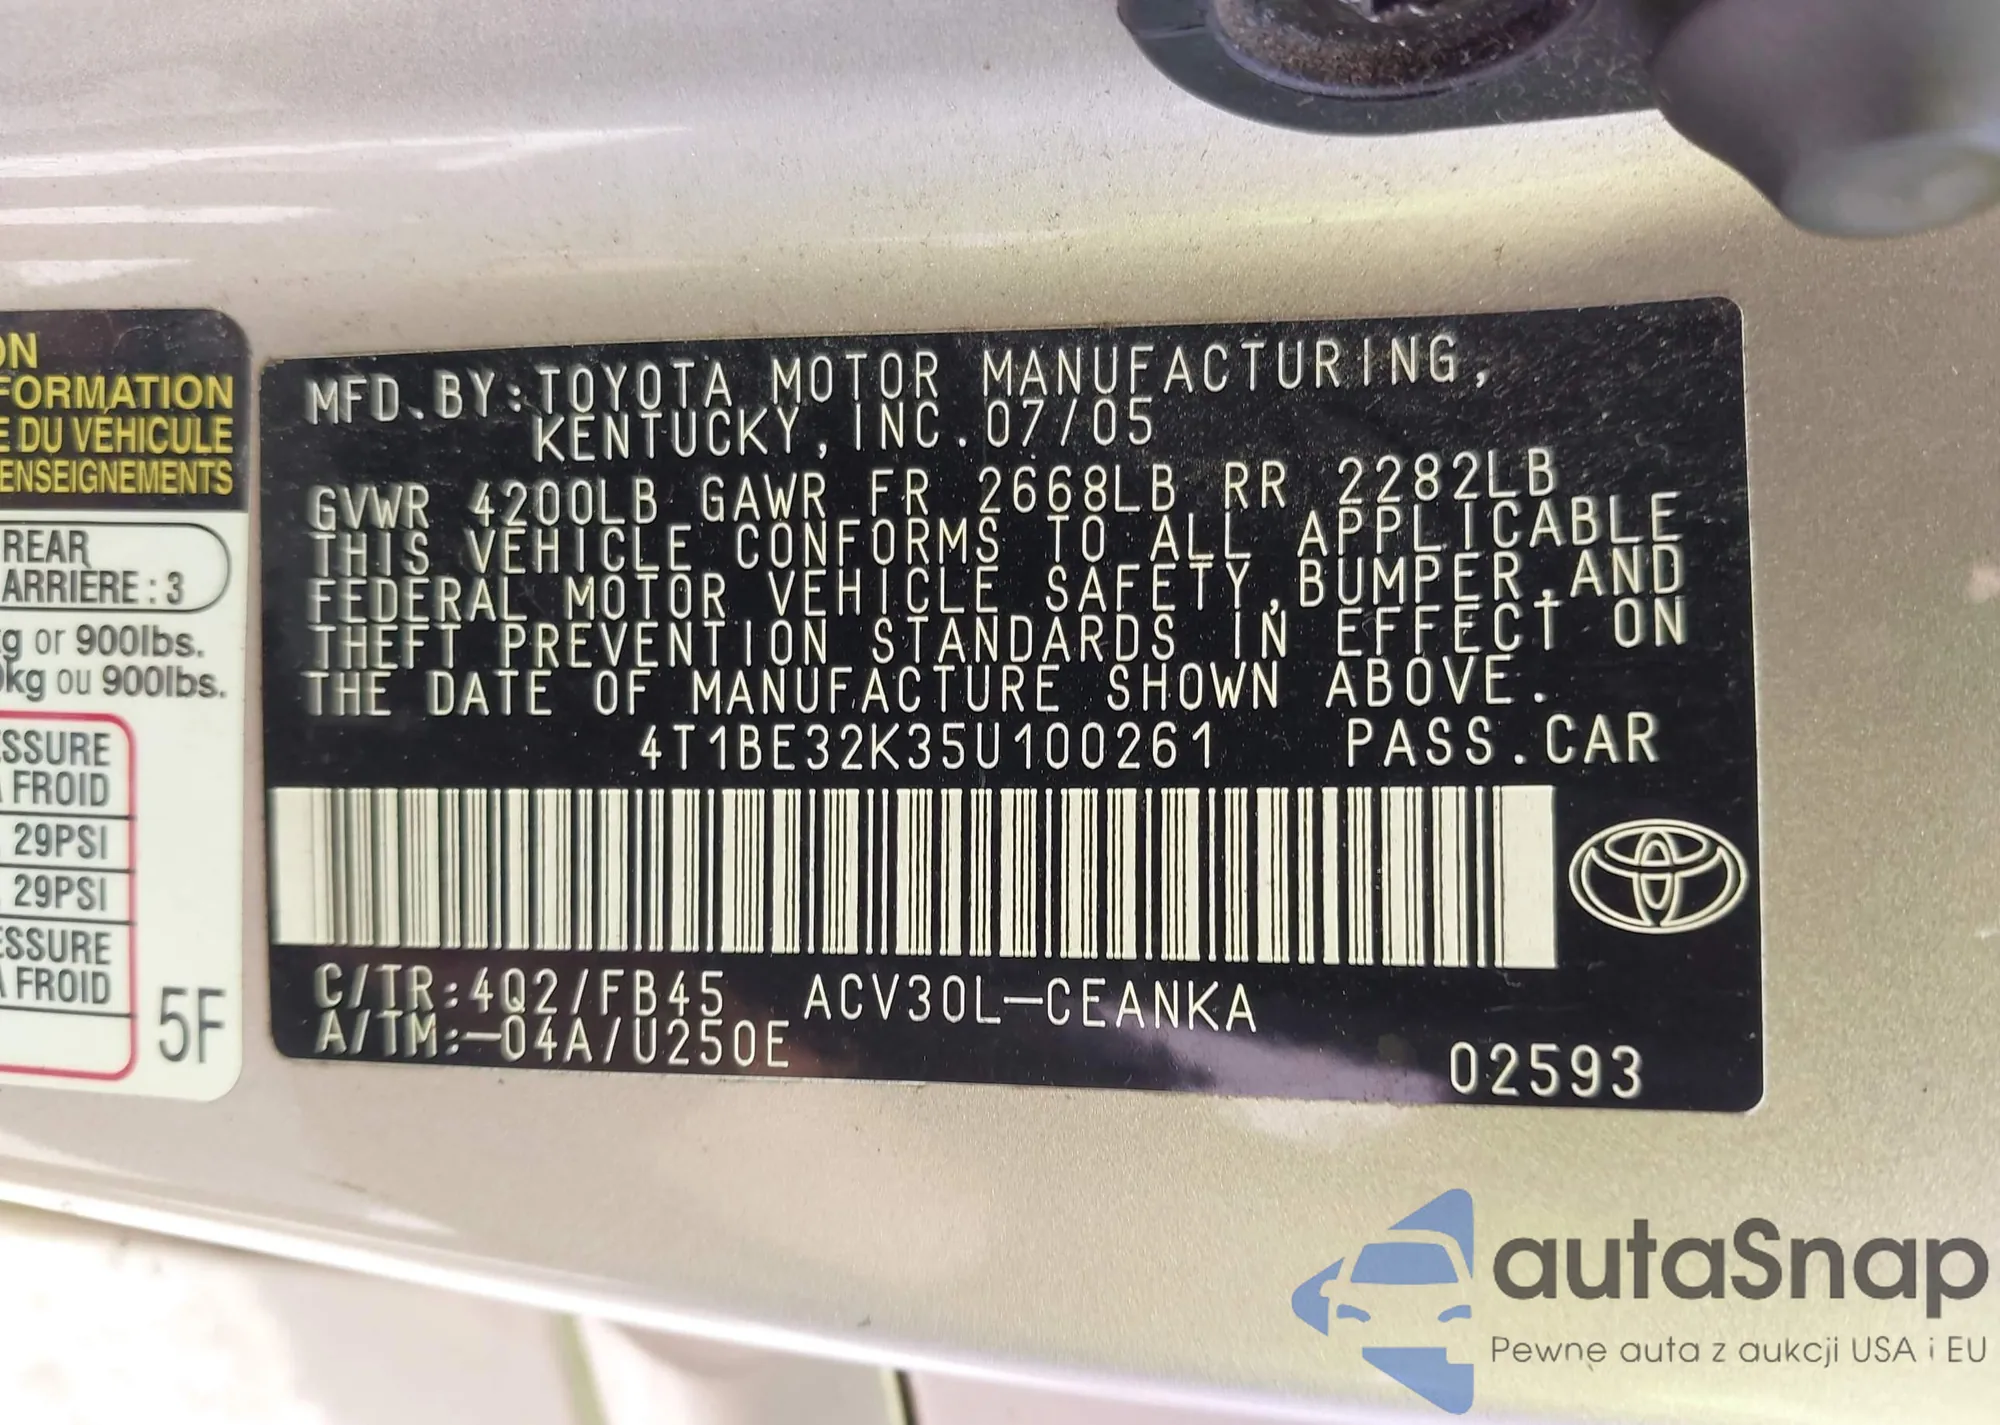 ON
FORMATION
E DU VÉHICULE
ENSEIGNEMENTS
REAR
ARRIÈRE : 3
kg or 900lbs.
0kg ou 900lbs.
SSURE
À FROID
29PSI
29PSI
ESSURE
À FROID
5F
MFD.BY:TOYOTA MOTOR MANUFACTURING,
KENTUCKY, INC. 07/05
GVWR 4200LB GAWR FR 2668LB RR 2282LB
THIS VEHICLE CONFORMS TO ALL APPLICABLE
FEDERAL MOTOR VEHICLE SAFETY,BUMPER,AND
THEFT PREVENTION STANDARDS IN EFFECT ON
THE DATE OF MANUFACTURE SHOWN ABOVE.
4T1BE32K35U100261 PASS.CAR
C/TR:4Q2/FB45 ACV30L-CEANKA
A/TM:-04A/U250E
02593
autaSnap
Pewne auta z aukcji USA i EU